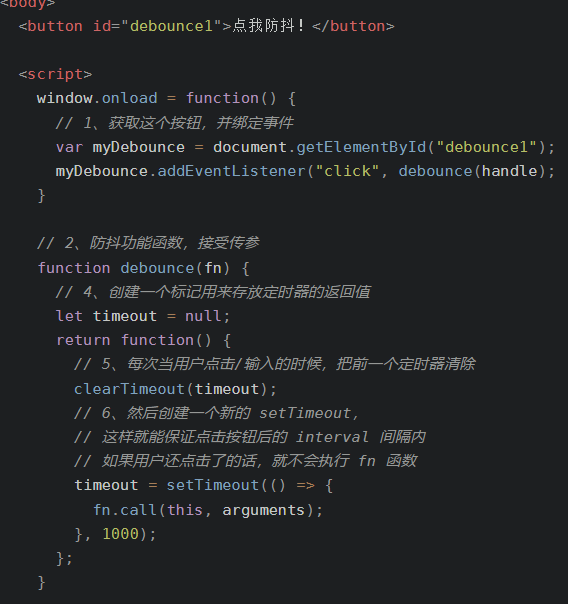 <body>
<button id="debounce1">点我防抖！</button>
<script>
window.onload = function() {
// 1、获取这个按钮，并绑定事件
var myDebounce = document.getElementById("debounce1");
myDebounce.addEventListener("click", debounce(handle);
}
// 2、防抖功能函数，接受传参
function debounce(fn) {
// 4、创建一个标记用来存放定时器的返回值
let timeout = null;
return function() {
// 5、每次当用户点击/输入的时候，把前一个定时器清除
clearTimeout(timeout);
// 6、然后创建一个新的 setTimeout，
// 这样就能保证点击按钮后的 interval 间隔内
// 如果用户还点击了的话，就不会执行 fn 函数
timeout = setTimeout(() => {
fn.call(this, arguments);
}, 1000);
};
}